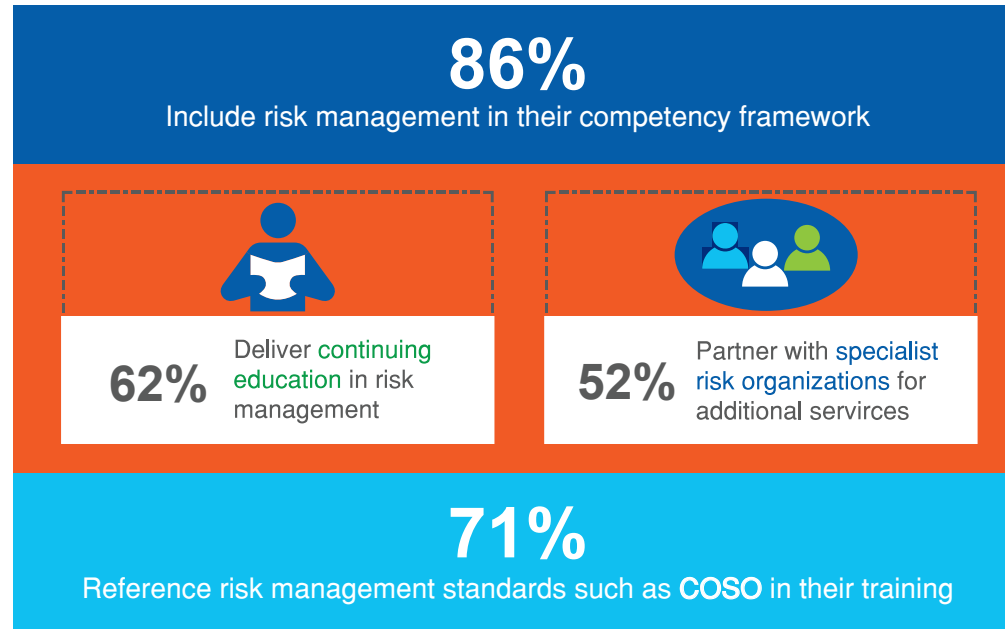 86%
Include risk management in their competency framework
62%
Deliver continuing
education in risk
management
52%
Partner with specialist
risk organizations for
additional servirces
71%
Reference risk management standards such as COSO in their training